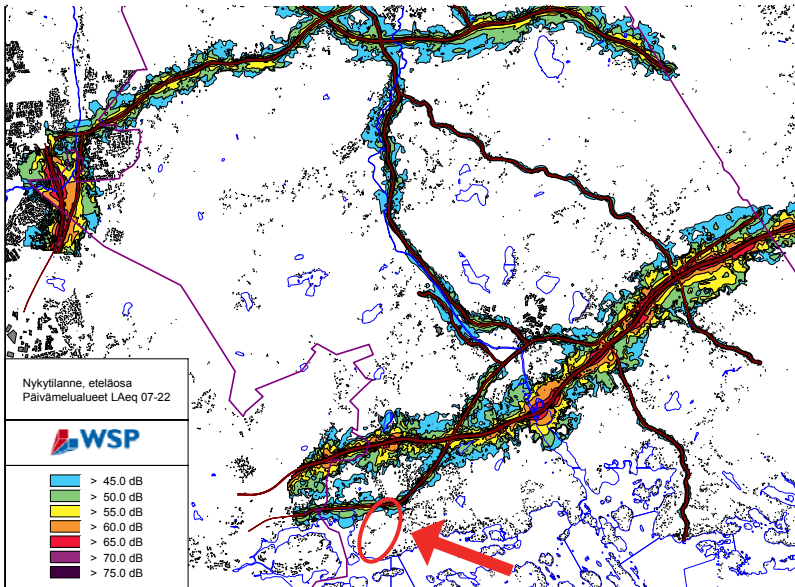 Nykytilanne, eteläosa
Päivämelualueet LAeq 07-22
WSP
> 45.0 dB
> 50.0 dB
> 55.0 dB
> 60.0 dB
> 65.0 dB
> 70.0 dB
> 75.0 dB